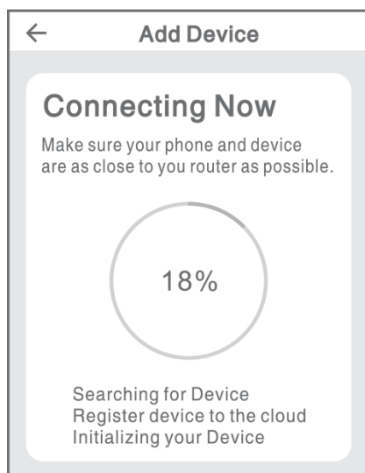 Add Device
Connecting Now
Make sure your phone and device
are as close to you router as possible.
18%
Searching for Device
Register device to the cloud
Initializing your Device